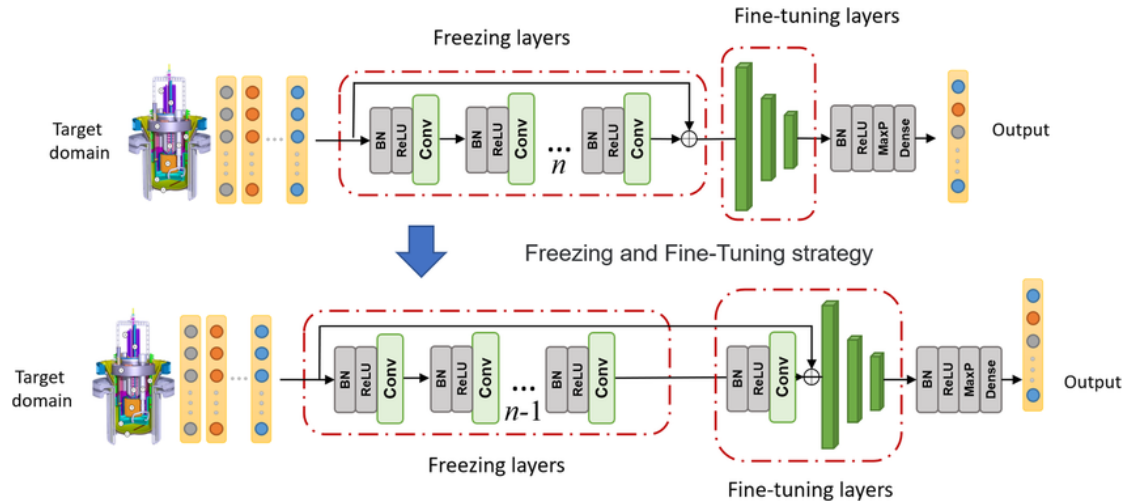 Fine-tuning layers
Freezing layers
Target
domain
BN
ReLU
Conv
BN
ReLU
Conv
...
n
BN
ReLU
Conv
BN
ReLU
MaxP
Dense
Output
Freezing and Fine-Tuning strategy
Target
domain
BN
ReLU
Conv
BN
ReLU
Conv
...
n-1
BN
ReLU
Conv
BN
ReLU
Conv
BN
ReLU
MaxP
Dense
Output
Freezing layers
Fine-tuning layers